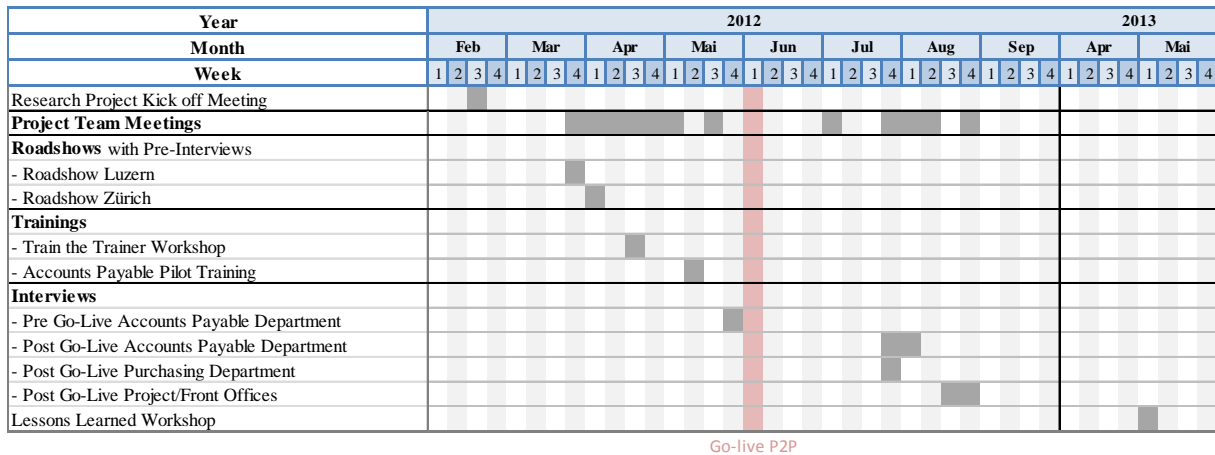 Year 2012 2013
Month Feb Mar Apr Mai Jun Jul Aug Sep Apr Mai
Week 1 2 3 4 1 2 3 4 1 2 3 4 1 2 3 4 1 2 3 4 1 2 3 4 1 2 3 4 1 2 3 4 1 2 3 4 1 2 3 4
Research Project Kick off Meeting
Project Team Meetings
Roadshows with Pre-Interviews
- Roadshow Luzern
- Roadshow Zürich
Trainings
- Train the Trainer Workshop
- Accounts Payable Pilot Training
Interviews
- Pre Go-Live Accounts Payable Department
- Post Go-Live Accounts Payable Department
- Post Go-Live Purchasing Department
- Post Go-Live Project/Front Offices
Lessons Learned Workshop
Go-live P2P